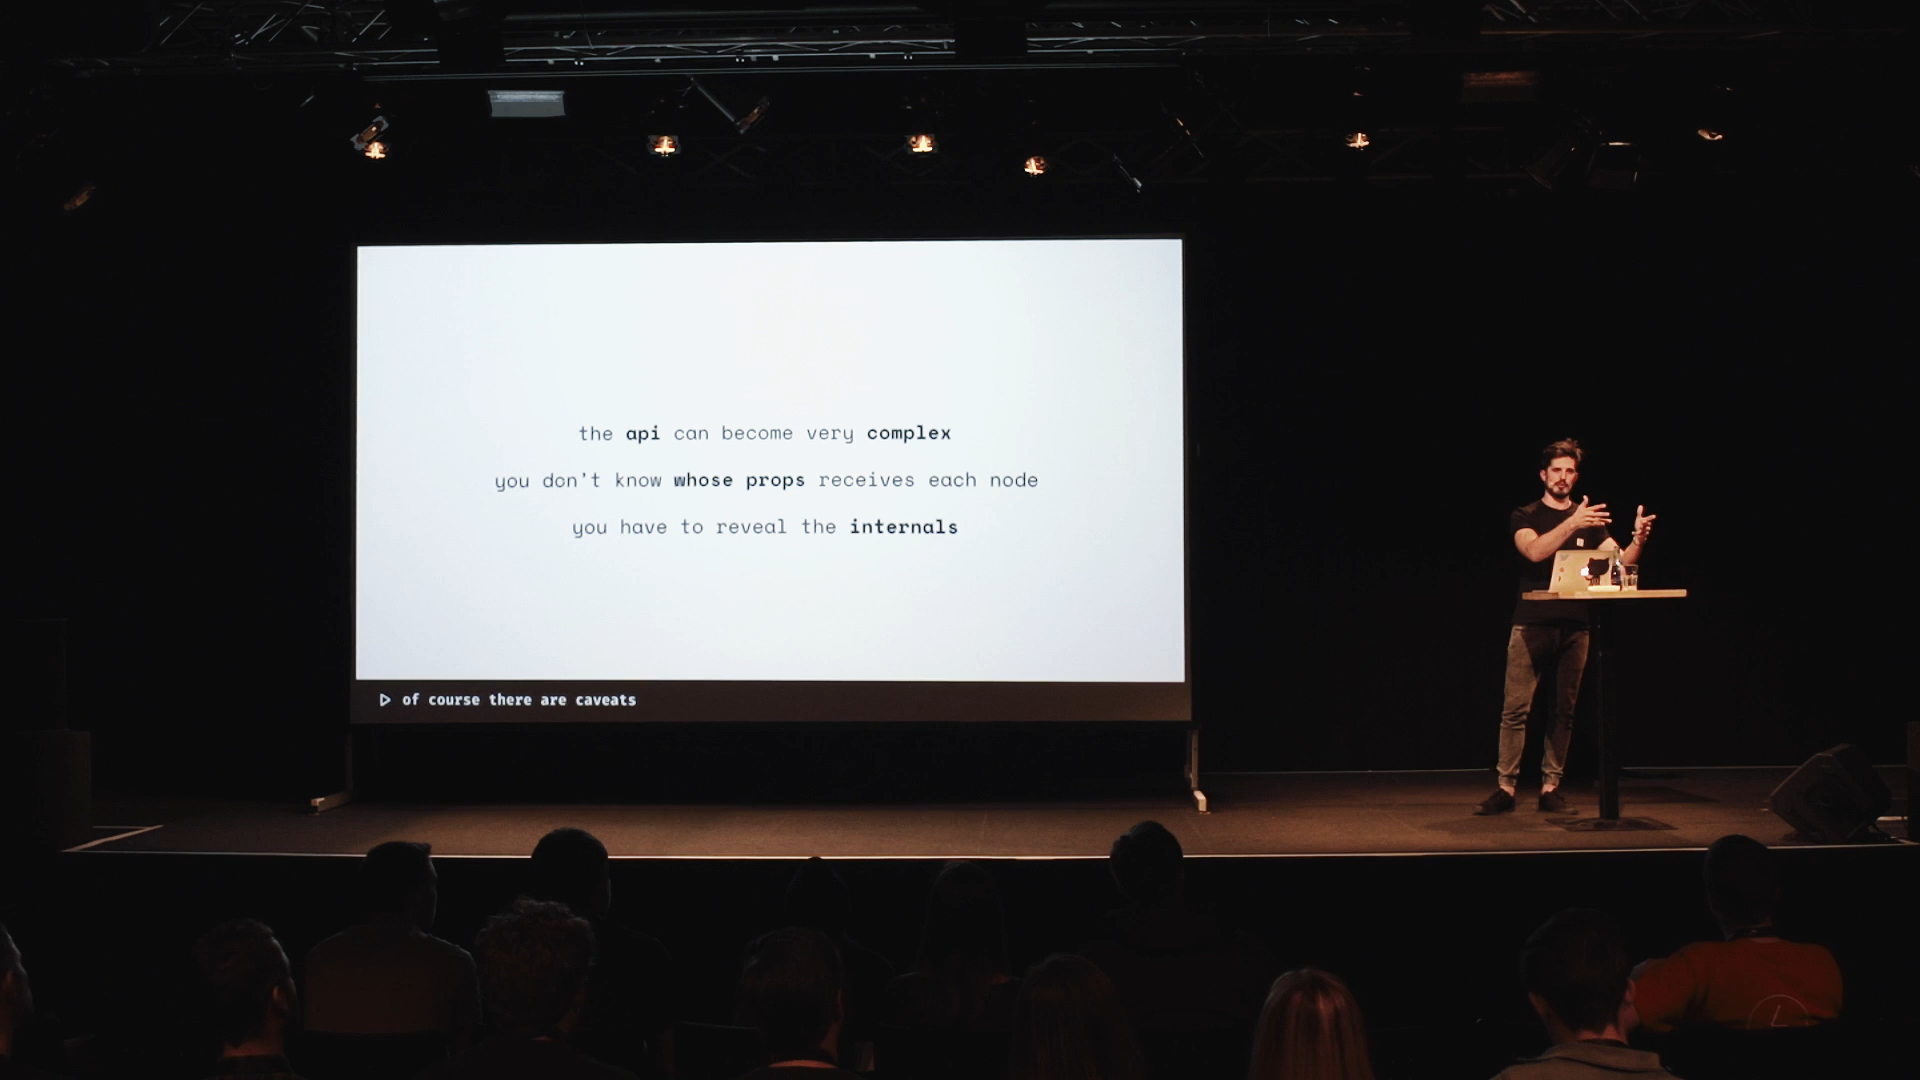 the api can become very complex
you don't know whose props receives each node
you have to reveal the internals
of course there are caveats